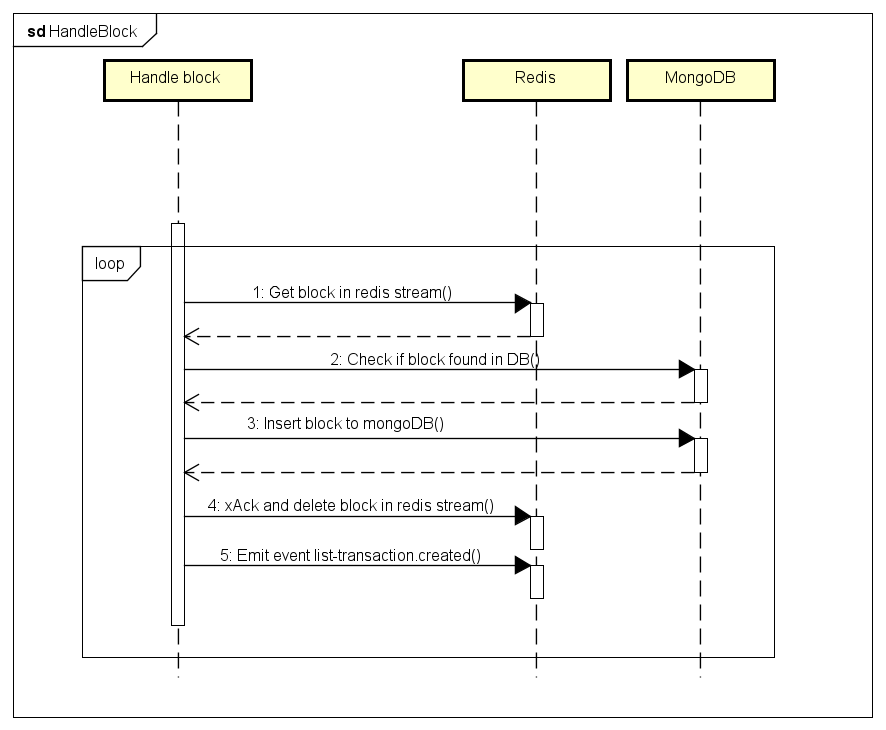 sd HandleBlock
Handle block
Redis
MongoDB
loop
1: Get block in redis stream()
2: Check if block found in DB()
3: Insert block to mongoDB()
4: xAck and delete block in redis stream()
5: Emit event list-transaction.created()